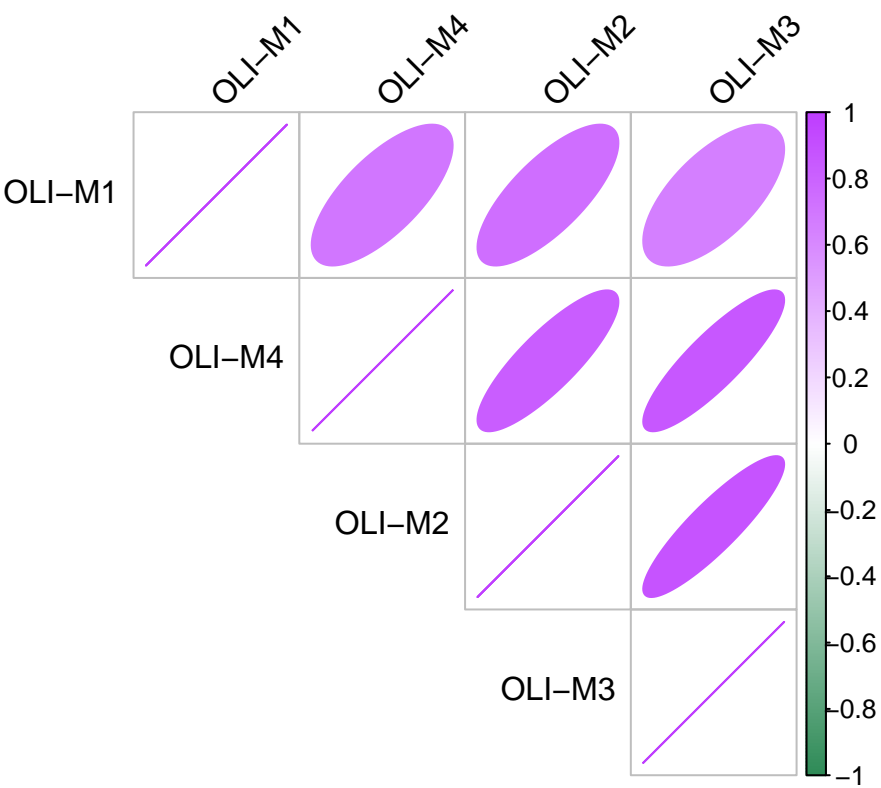 OLI–M1
OLI–M4
OLI–M2
OLI–M3
OLI–M1
OLI–M4
OLI–M2
OLI–M3
1
0.8
0.6
0.4
0.2
0
–0.2
–0.4
–0.6
–0.8
–1